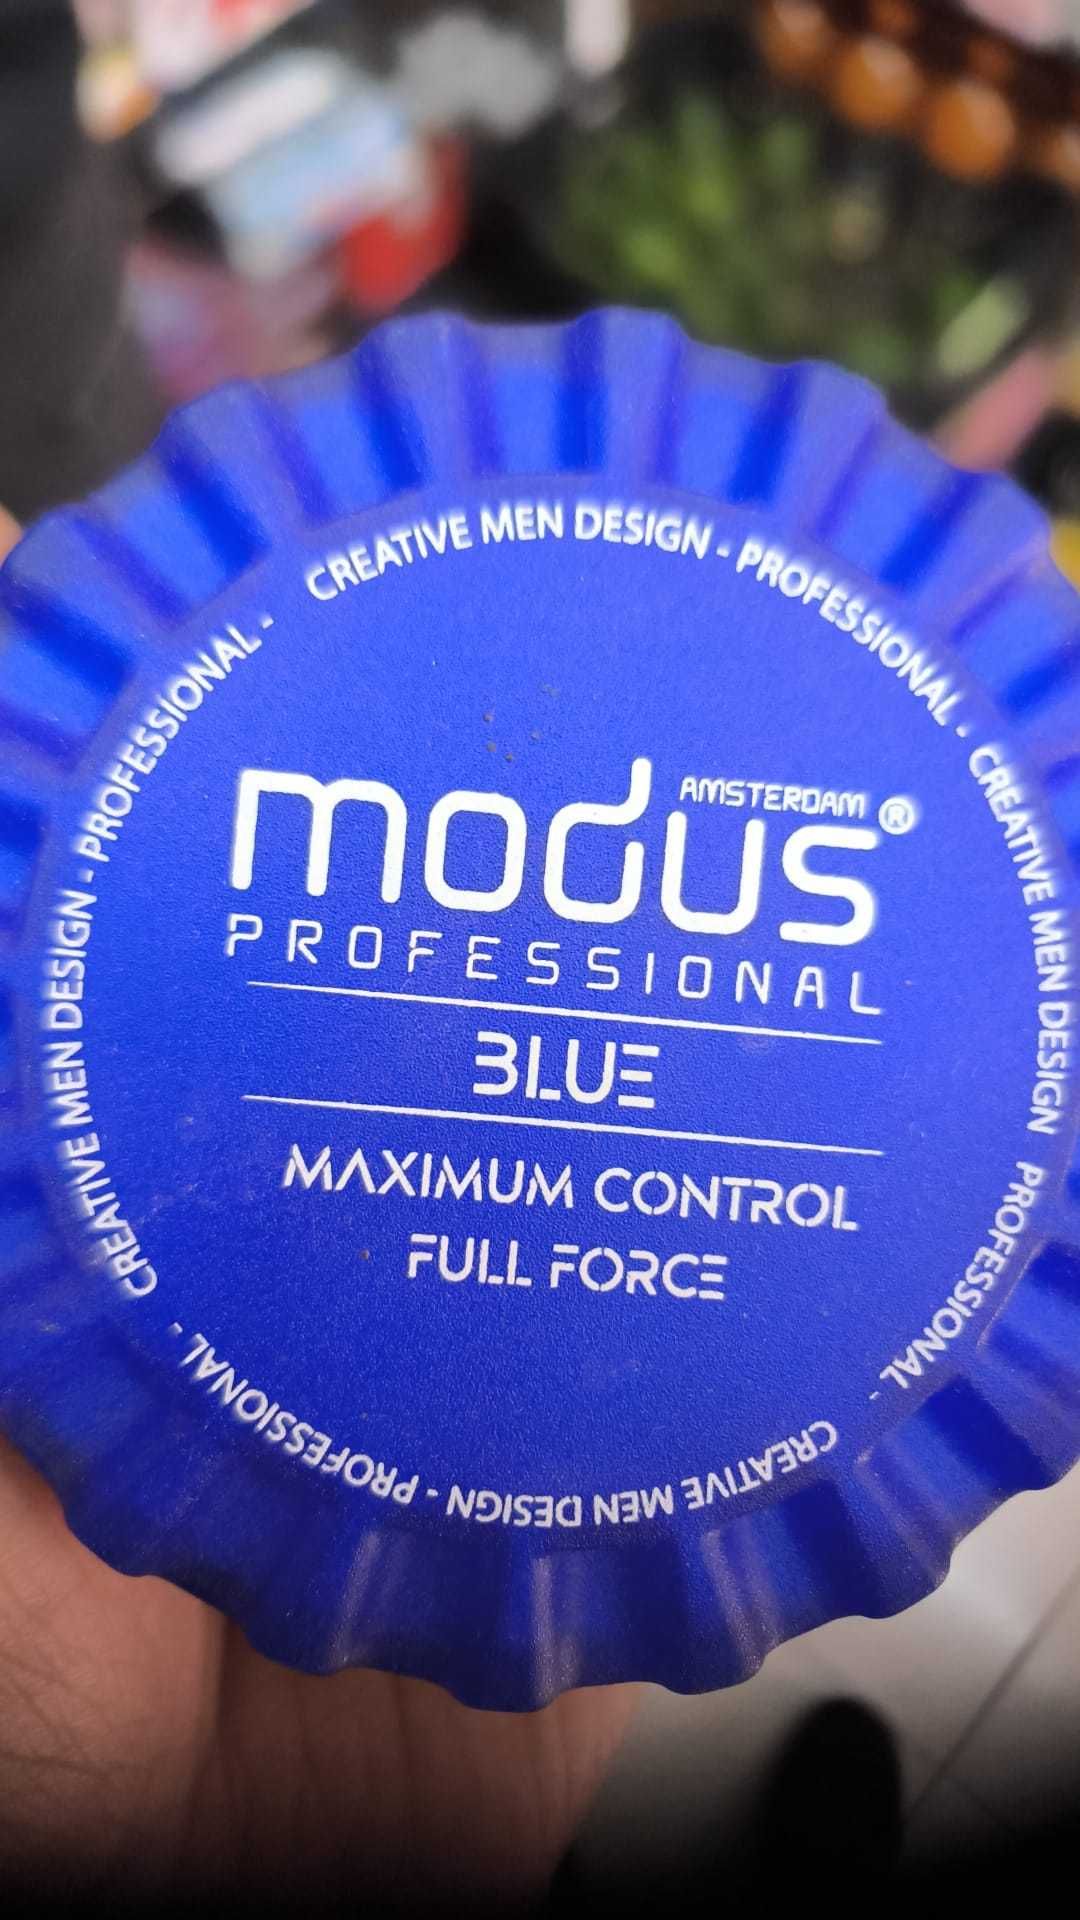 CREATIVE MEN DESIGN - PROFESSIONAL - CREATIVE MEN DESIGN PROFESSIONAL - CREATIVE MEN DESIGN - PROFESSIONAL - CREATIVE MEN DESIGN - PROFESSIONAL -
modus AMSTERDAM ®
PROFESSIONAL
BLUE
MAXIMUM CONTROL
FULL FORCE